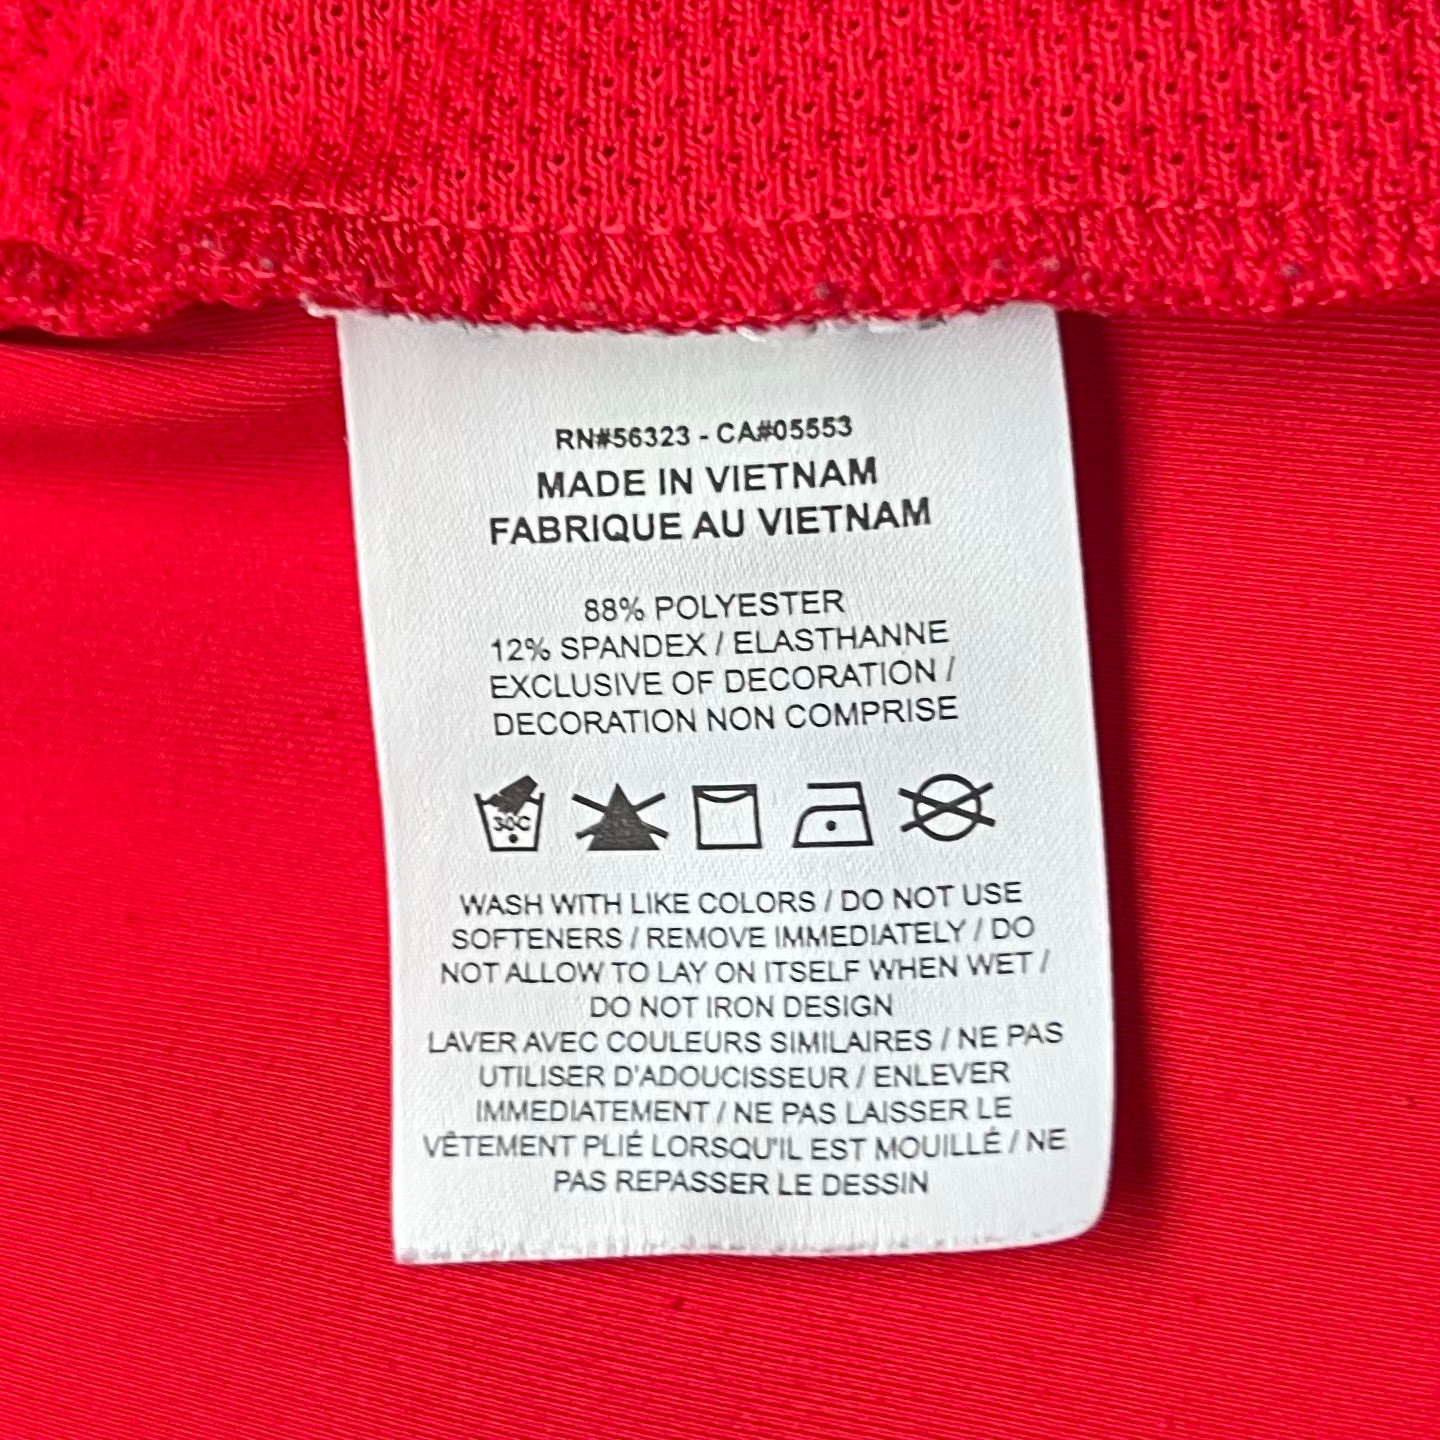 RN#56323 - CA#05553
MADE IN VIETNAM
FABRIQUE AU VIETNAM
88% POLYESTER
12% SPANDEX / ELASTHANNE
EXCLUSIVE OF DECORATION /
DECORATION NON COMPRISE
30C
WASH WITH LIKE COLORS / DO NOT USE
SOFTENERS / REMOVE IMMEDIATELY / DO
NOT ALLOW TO LAY ON ITSELF WHEN WET /
DO NOT IRON DESIGN
LAVER AVEC COULEURS SIMILAIRES / NE PAS
UTILISER D'ADOUCISSEUR / ENLEVER
IMMEDIATEMENT / NE PAS LAISSER LE
VÊTEMENT PLIÉ LORSQU'IL EST MOUILLÉ / NE
PAS REPASSER LE DESSIN